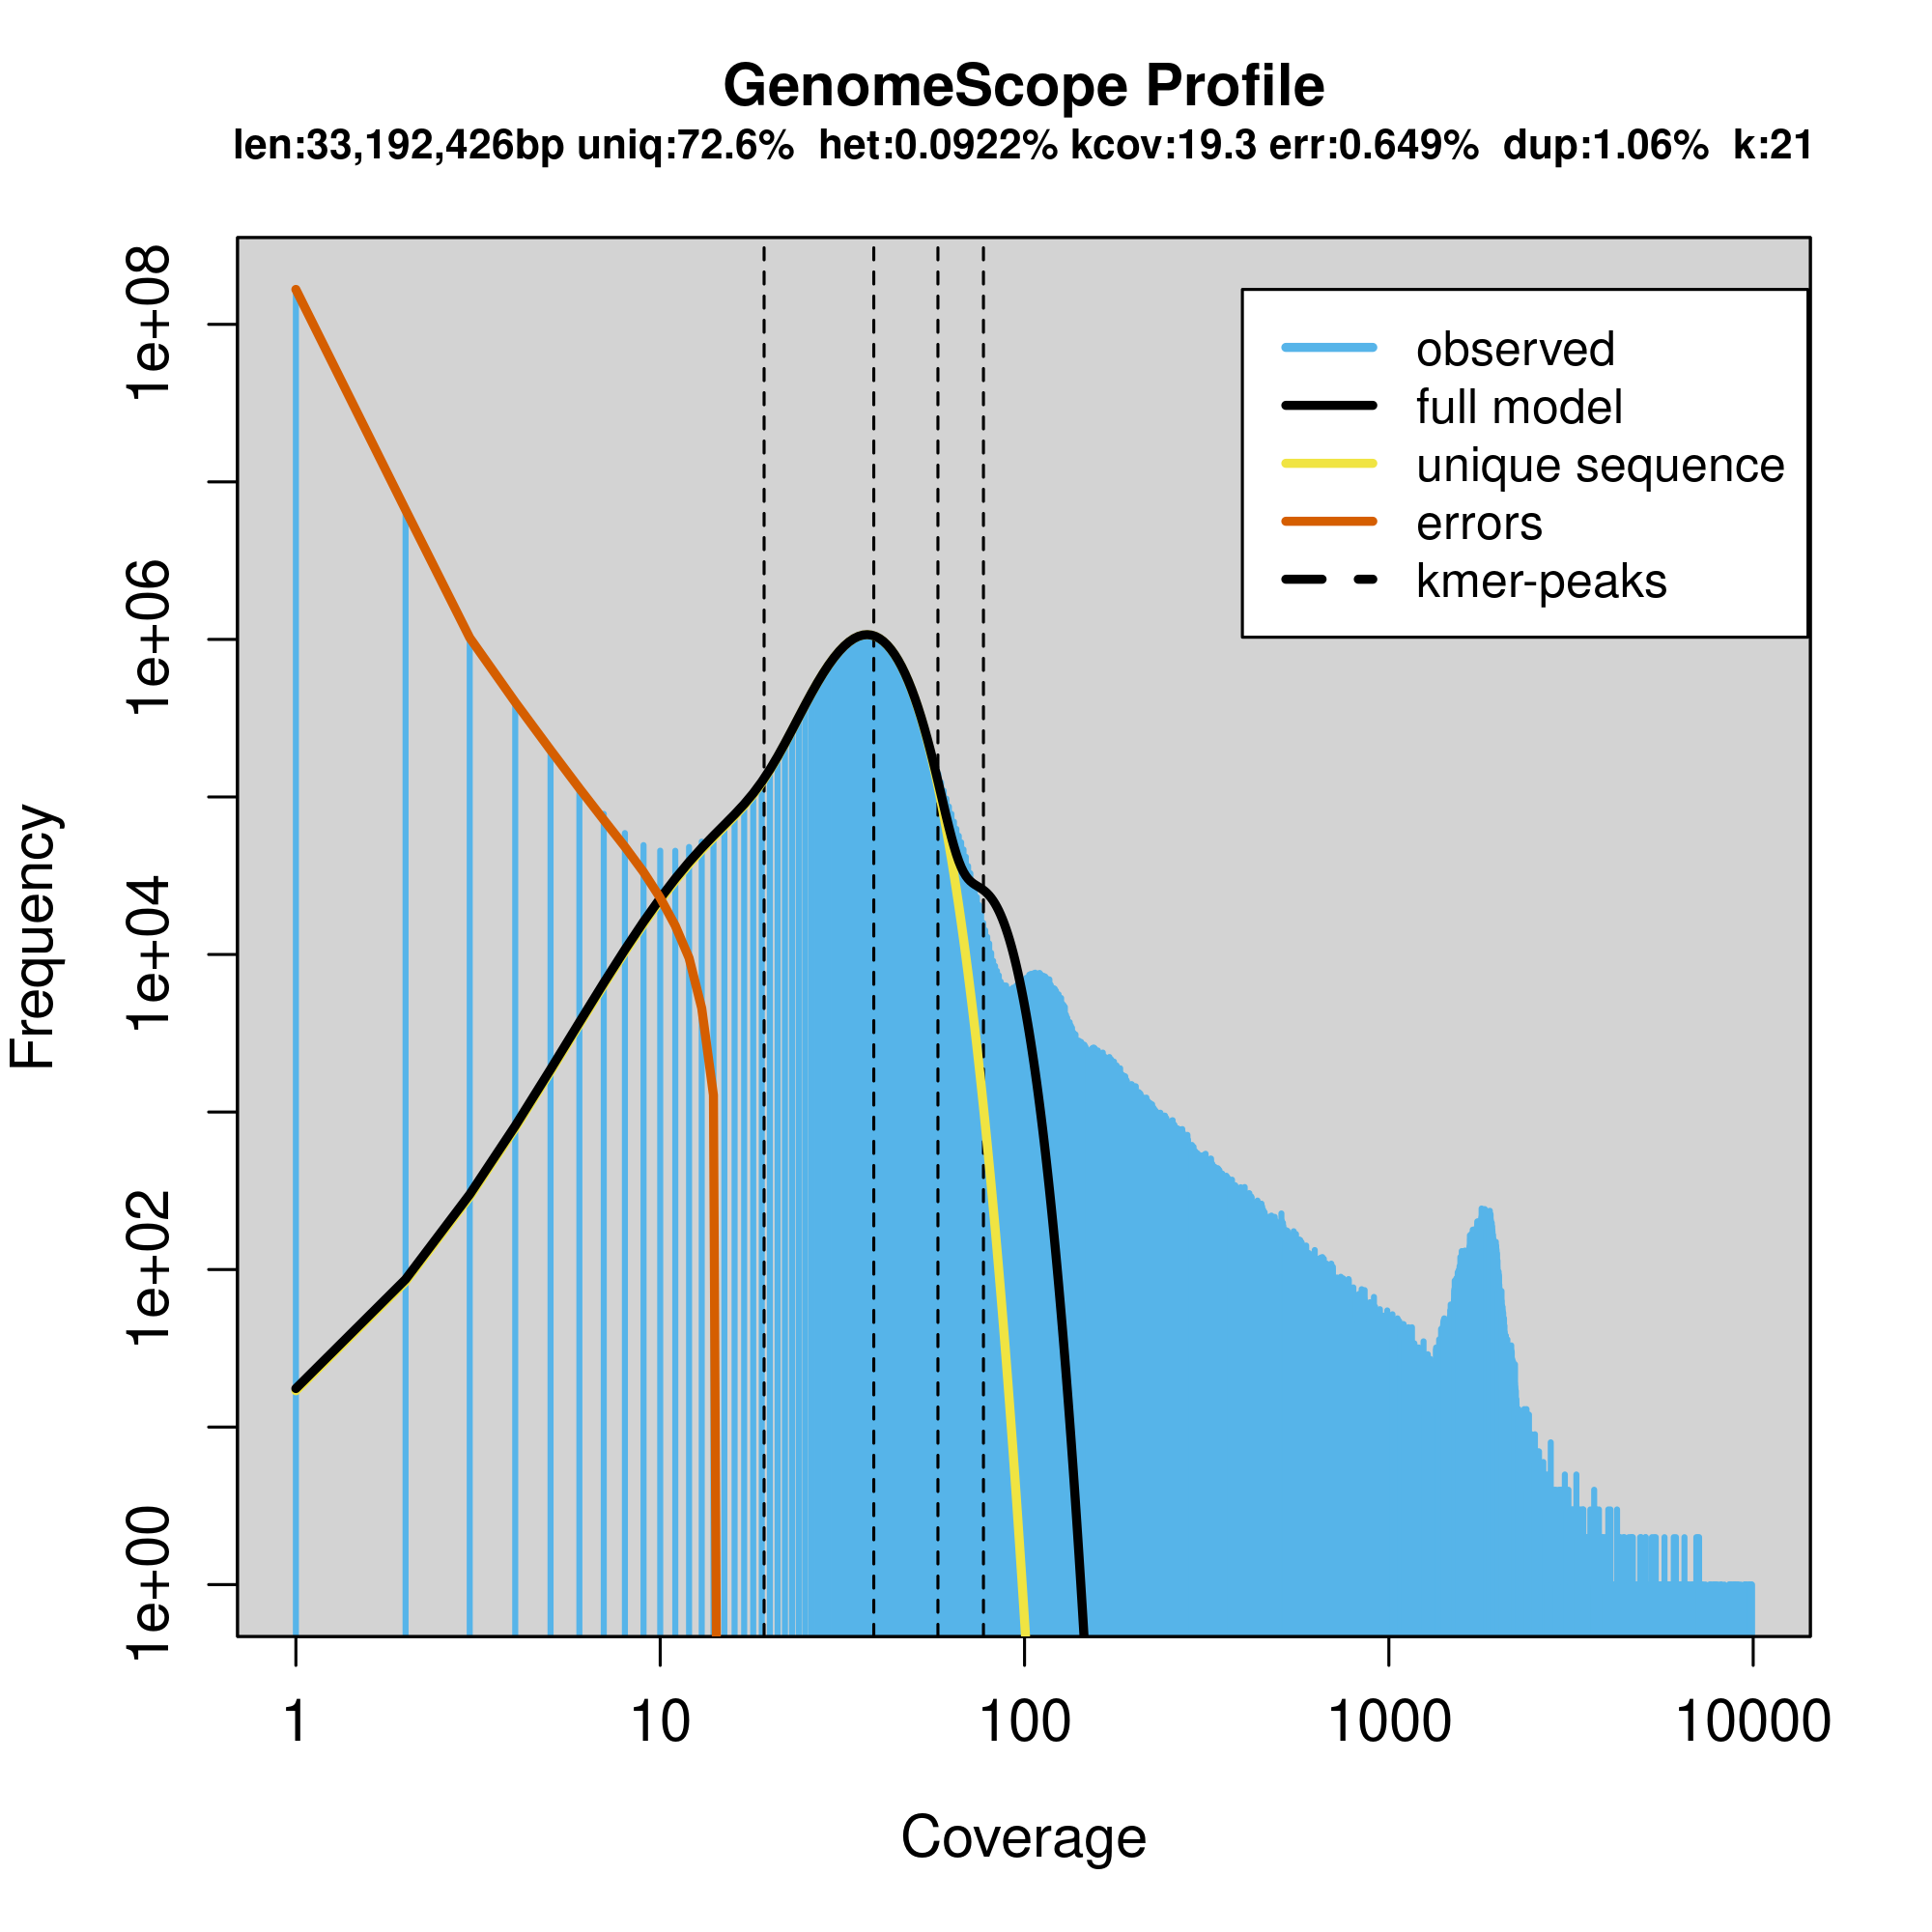 GenomeScope Profile
len:33,192,426bp uniq:72.6% het:0.0922% kcov:19.3 err:0.649% dup:1.06% k:21
Frequency
1e+08
1e+06
1e+04
1e+02
1e+00
observed
full model
unique sequence
errors
kmer-peaks
1 10 100 1000 10000
Coverage